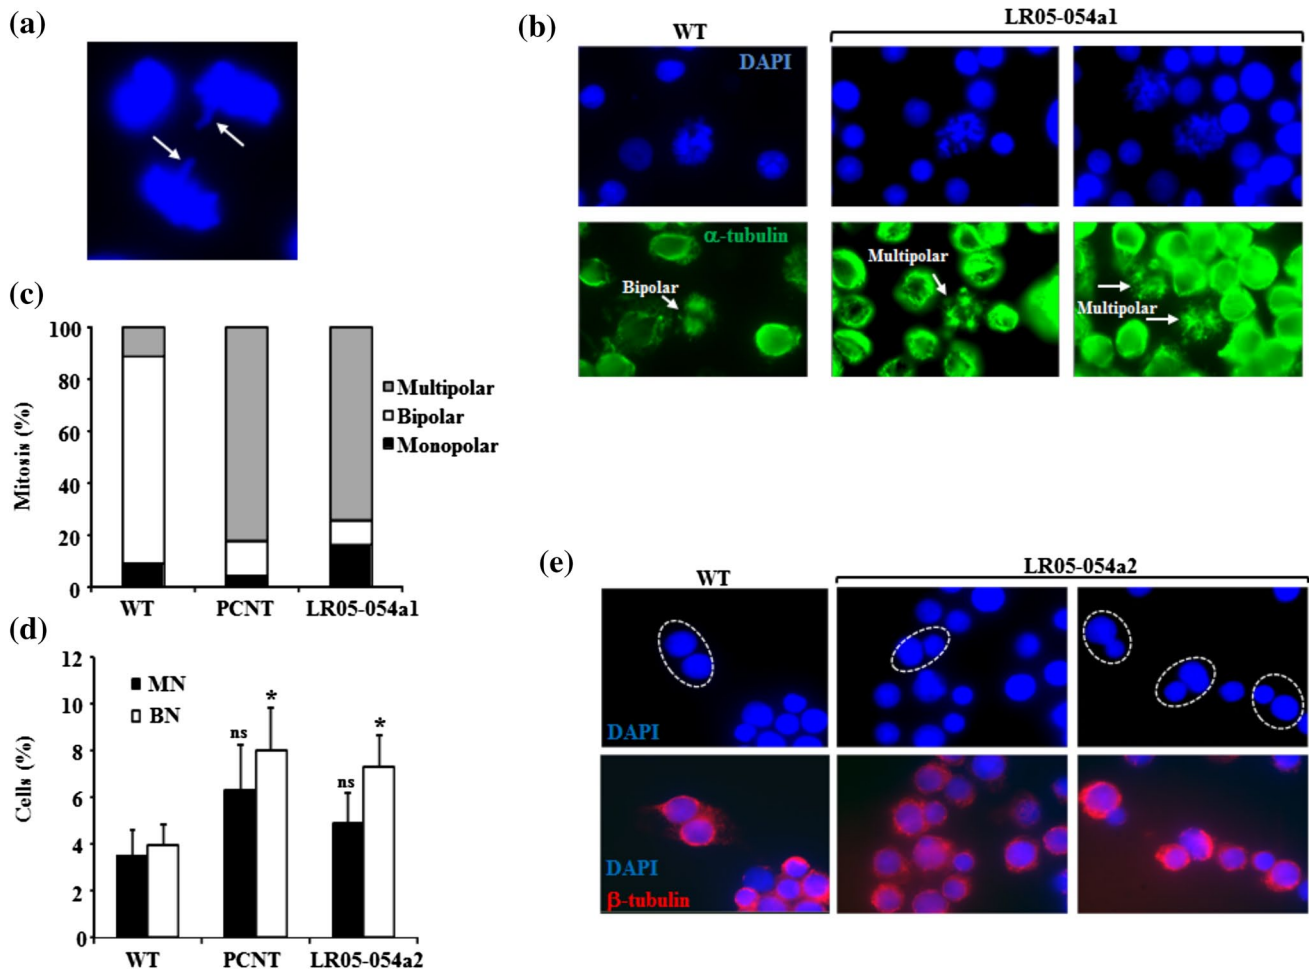 (a)
(b)
WT
LR05-054a1
DAPI
α-tubulin
Bipolar
Multipolar
Multipolar
(c)
100
80
60
40
20
0
Mitosis (%)
Multipolar
Bipolar
Monopolar
WT PCNT LR05-054a1
(d)
12
10
8
6
4
2
0
Cells (%)
MN
BN
ns
*
ns
*
WT PCNT LR05-054a2
(e)
WT
LR05-054a2
DAPI
DAPI
β-tubulin